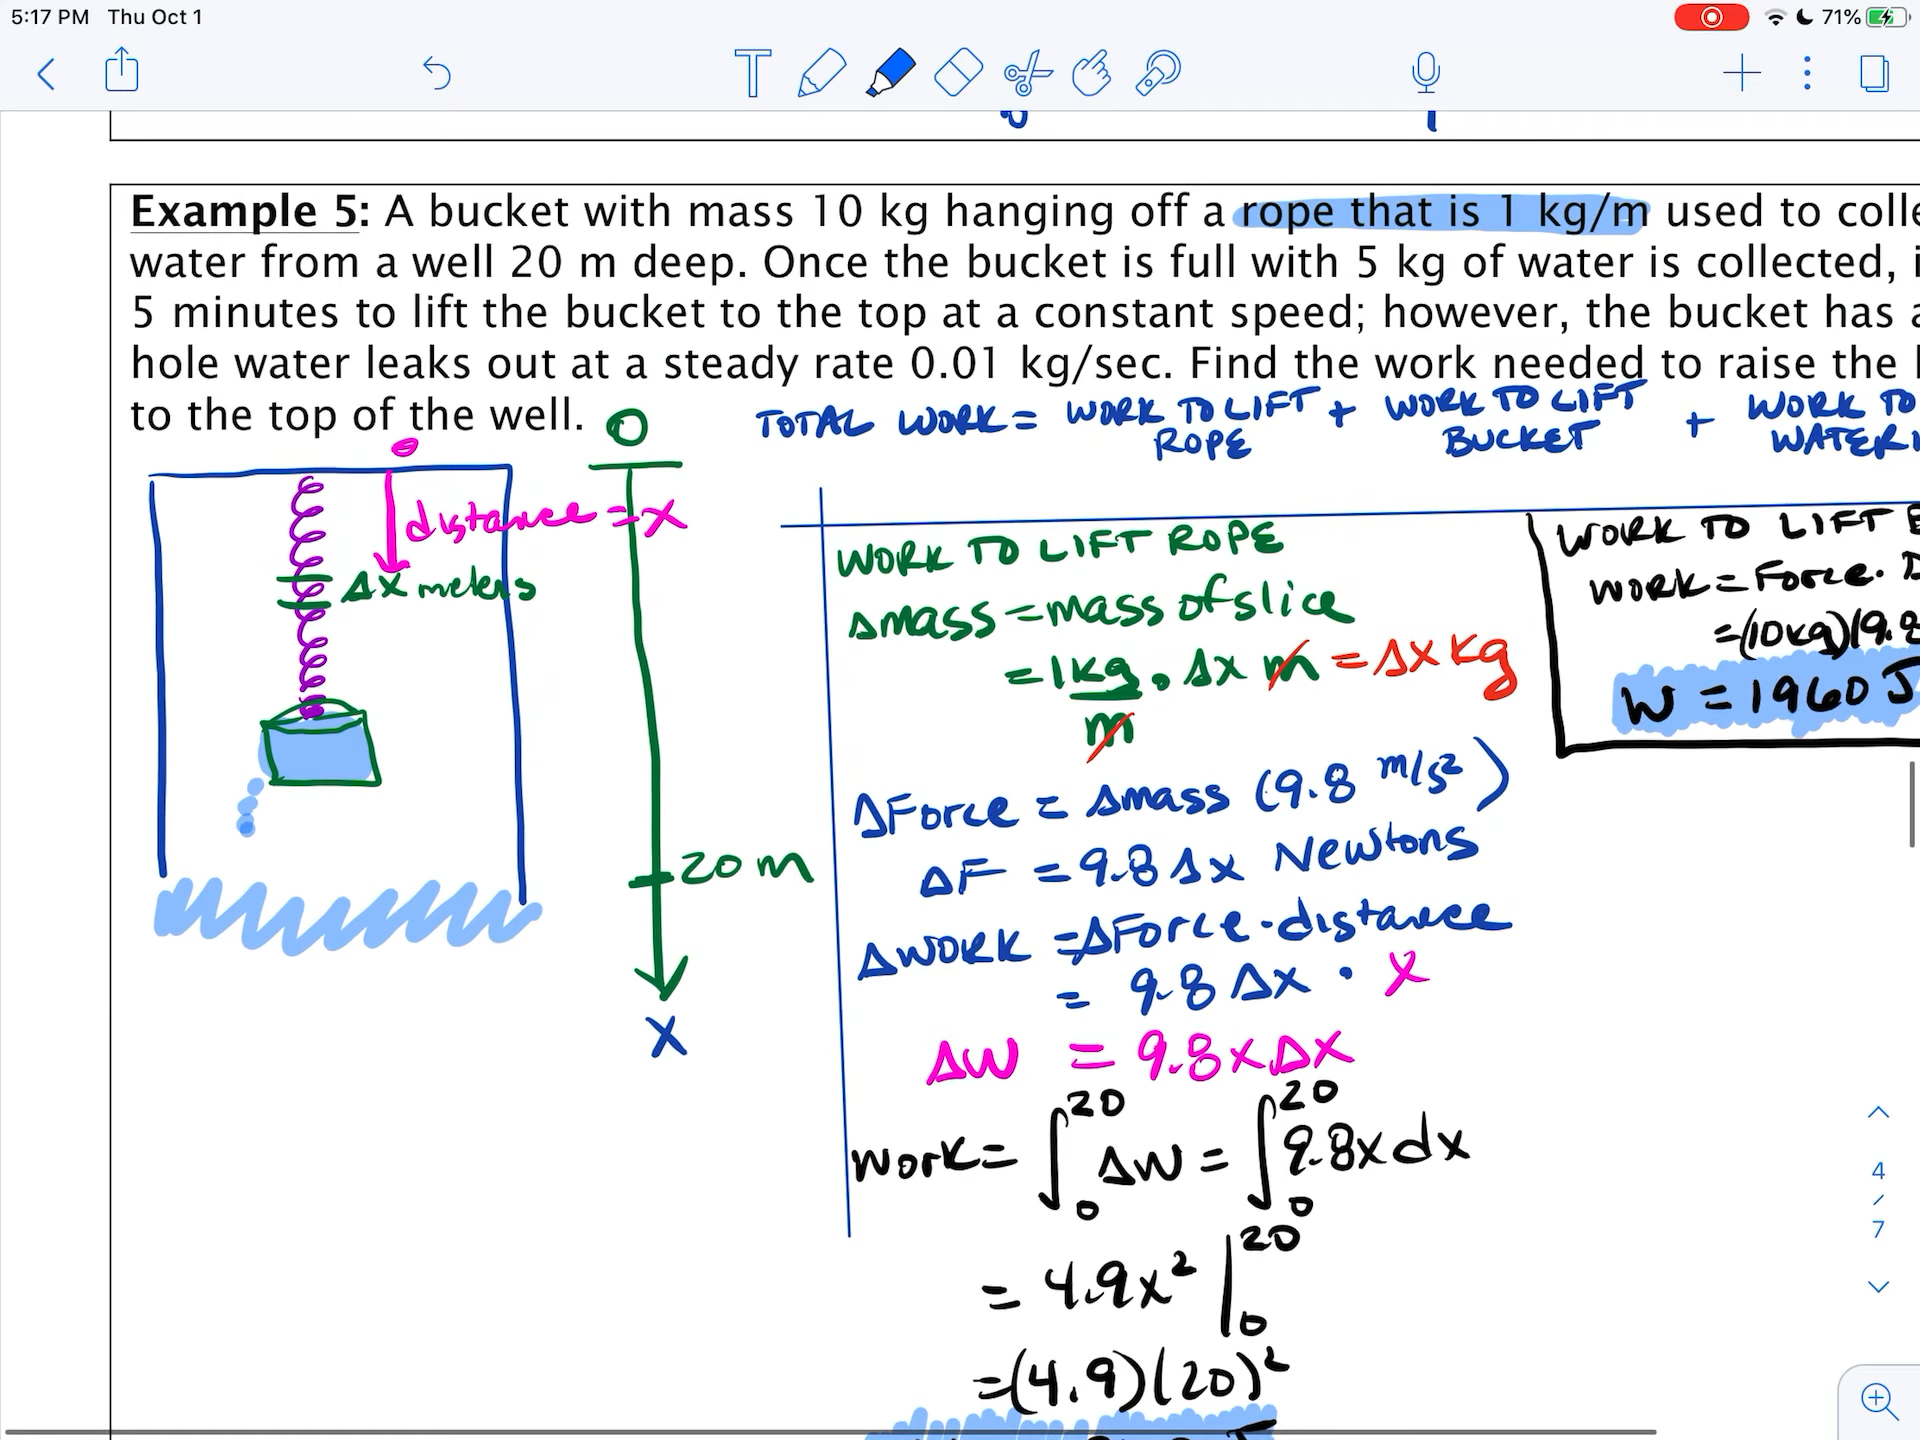 5:17 PM Thu Oct 1
71%
Example 5: A bucket with mass 10 kg hanging off a rope that is 1 kg/m used to colle
water from a well 20 m deep. Once the bucket is full with 5 kg of water is collected, i
5 minutes to lift the bucket to the top at a constant speed; however, the bucket has a
hole water leaks out at a steady rate 0.01 kg/sec. Find the work needed to raise the
to the top of the well.
TOTAL WORK = WORK TO LIFT ROPE + WORK TO LIFT BUCKET + WORK TO WATER
0
0
distance = x
Δx meters
20 m
x
WORK TO LIFT ROPE
Δmass = mass of slice
= 1 kg/m · Δx m = Δx kg
ΔForce = Δmass (9.8 m/s²)
ΔF = 9.8 Δx Newtons
ΔWORK = ΔForce · distance
= 9.8 Δx · x
ΔW = 9.8xΔx
Work = ∫₀²⁰ ΔW = ∫₀²⁰ 9.8x dx
= 4.9x² |₀²⁰
= (4.9)(20)²
WORK TO LIFT
WORK = Force ·
= (10kg)(9.8
W = 1960 J
4
/
7